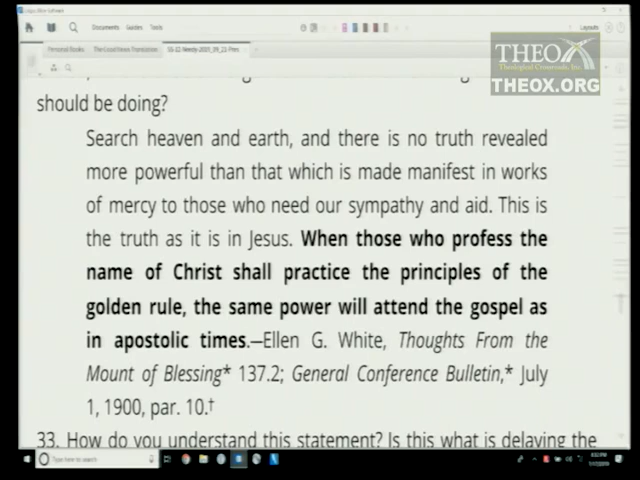 Documents Guides Tools
Layouts
Personal Books The Good News Translation
THEOX
THEOX.ORG
should be doing?
Search heaven and earth, and there is no truth revealed
more powerful than that which is made manifest in works
of mercy to those who need our sympathy and aid. This is
the truth as it is in Jesus. When those who profess the
name of Christ shall practice the principles of the
golden rule, the same power will attend the gospel as
in apostolic times.—Ellen G. White, Thoughts From the
Mount of Blessing* 137.2; General Conference Bulletin,* July
1, 1900, par. 10.†
33. How do you understand this statement? Is this what is delaying the
Type here to search